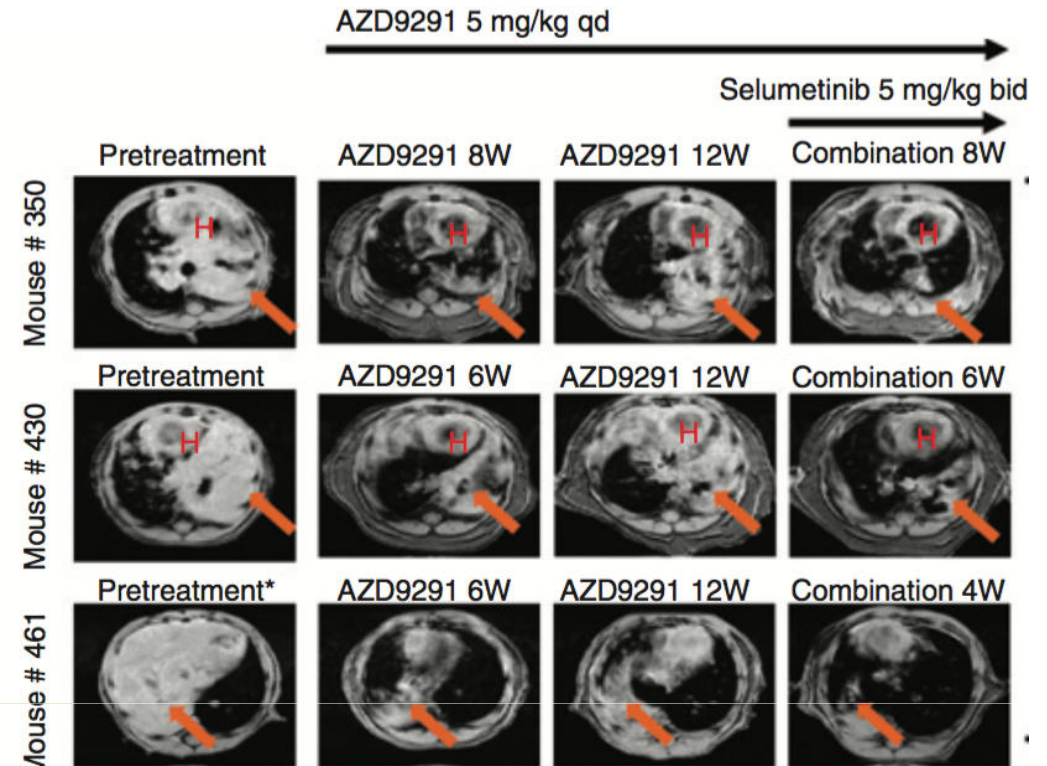 AZD9291 5 mg/kg qd
Selumetinib 5 mg/kg bid
Pretreatment AZD9291 8W AZD9291 12W Combination 8W
Mouse # 350
H H H H
Pretreatment AZD9291 6W AZD9291 12W Combination 6W
Mouse # 430
H H H H
Pretreatment* AZD9291 6W AZD9291 12W Combination 4W
Mouse # 461